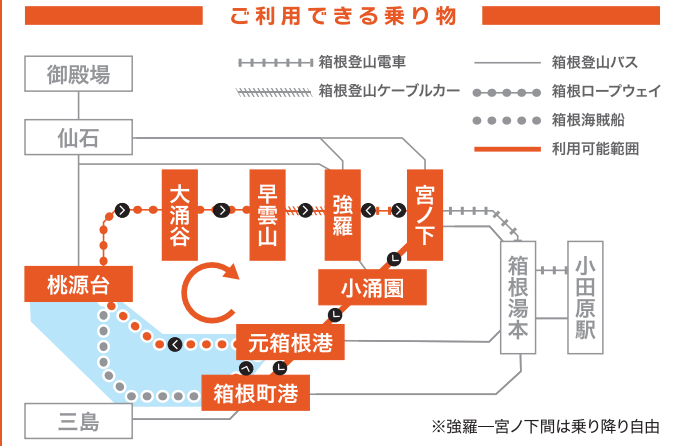 ご利用できる乗り物
箱根登山電車
箱根登山バス
箱根登山ケーブルカー
箱根ロープウェイ
箱根海賊船
利用可能範囲
御殿場
仙石
大涌谷
早雲山
強羅
宮ノ下
桃源台
小涌園
箱根湯本
小田原駅
元箱根港
箱根町港
三島
※強羅―宮ノ下間は乗り降り自由